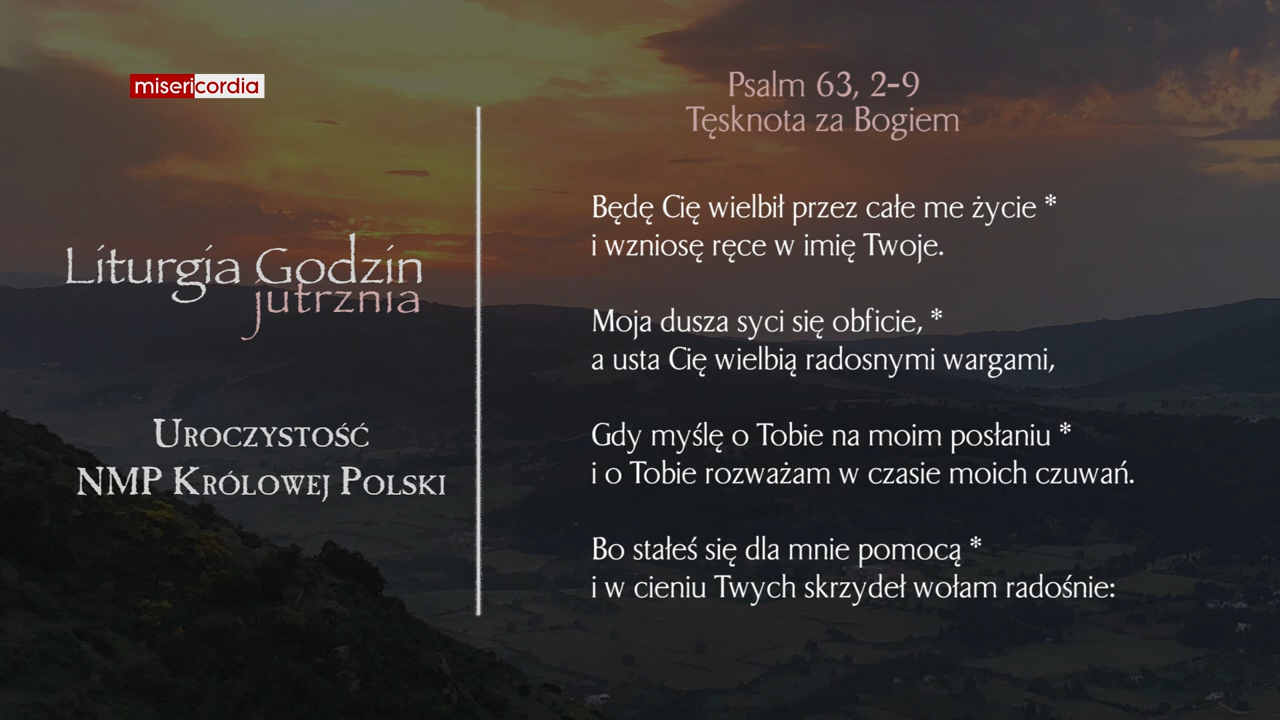 misericordia
Liturgia Godzin
jutrznia
Uroczystość
NMP Królowej Polski
Psalm 63, 2-9
Tęsknota za Bogiem
Będę Cię wielbił przez całe me życie *
i wzniosę ręce w imię Twoje.
Moja dusza syci się obficie, *
a usta Cię wielbią radosnymi wargami,
Gdy myślę o Tobie na moim posłaniu *
i o Tobie rozważam w czasie moich czuwań.
Bo stałeś się dla mnie pomocą *
i w cieniu Twych skrzydeł wołam radośnie: